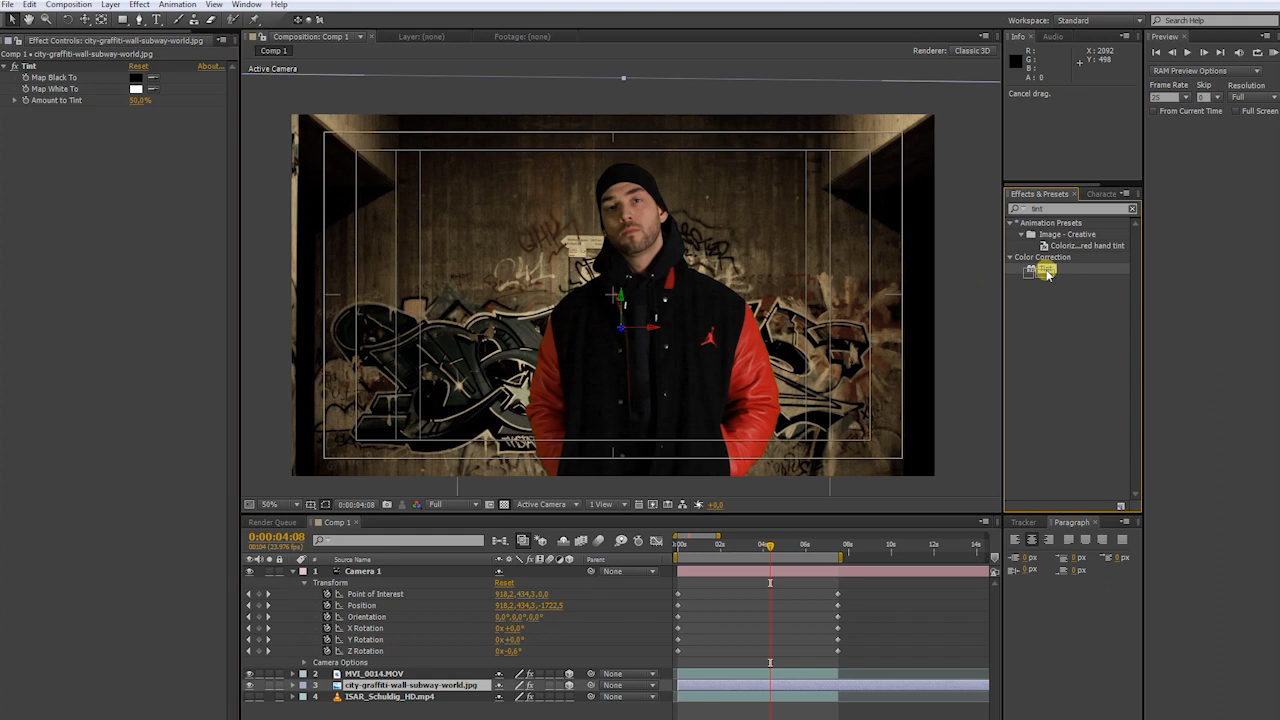 File Edit Composition Layer Effect Animation View Window Help
Workspace: Standard Search Help
Effect Controls: city-graffiti-wall-subway-world.jpg
Comp 1 • city-graffiti-wall-subway-world.jpg
fx Tint Reset About...
Map Black To
Map White To
Amount to Tint 50,0%
Composition: Comp 1 Layer: (none) Footage: (none)
Comp 1 Renderer: Classic 3D
Active Camera
50% 0:00:04:08 Full Active Camera 1 View +0,0
Info Audio
R :
G :
B :
A : 0
X : 2092
Y : 498
Cancel drag.
Preview
RAM Preview Options
Frame Rate Skip Resolution
25 0 Full
From Current Time Full Screen
Effects & Presets Characte
tint
* Animation Presets
Image - Creative
Coloriz...red hand tint
Color Correction
Render Queue Comp 1
0:00:04:08
00104 (23.976 fps)
# Source Name Parent
:00s 02s 04s 06s 08s 10s 12s 14s
1 Camera 1 None
Transform Reset
Point of Interest 918,2,434,3,0,0
Position 918,2,434,3,-1722,5
Orientation 0,0°,0,0°,0,0°
X Rotation 0x+0,0°
Y Rotation 0x+0,0°
Z Rotation 0x-0,6°
Camera Options
2 MVI_0014.MOV fx None
3 city-graffiti-wall-subway-world.jpg fx None
4 ISAR_Schuldig_HD.mp4 None
Tracker Paragraph
0 px 0 px 0 px
0 px 0 px